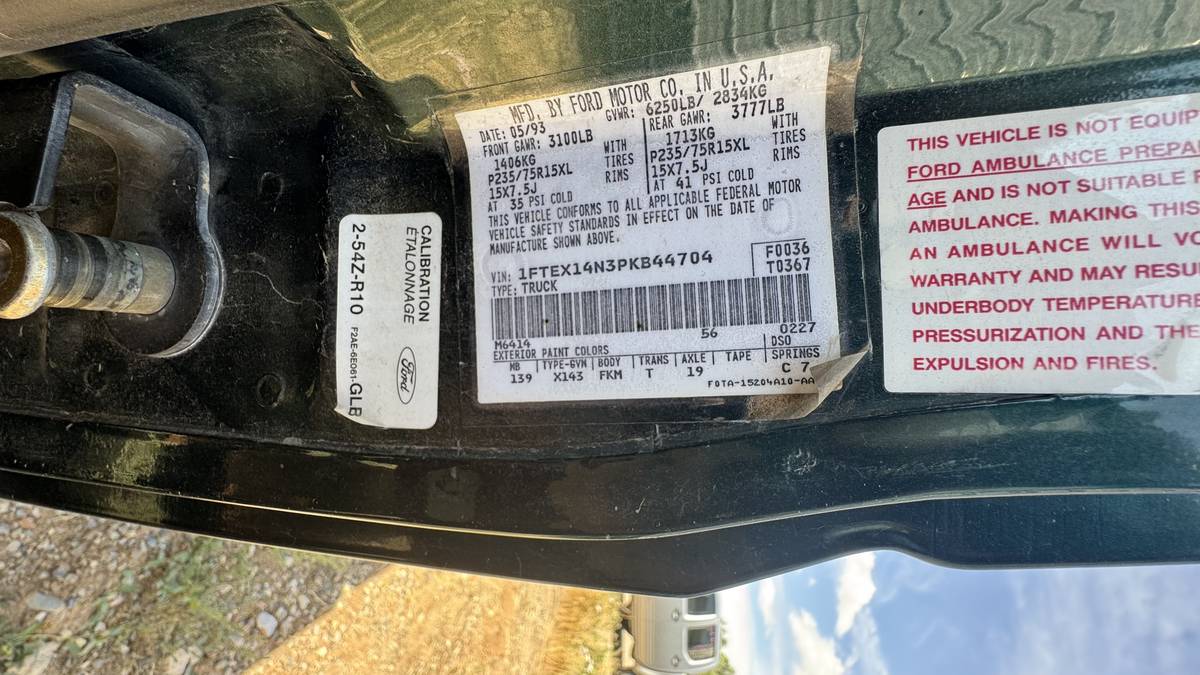 CALIBRATION
ÉTALONNAGE
2-54Z-R10
F2AE-6E061-GLB
Ford
MFD. BY FORD MOTOR CO. IN U.S.A.
DATE: 05/93 GVWR: 6250LB/ 2834KG
FRONT GAWR: 3100LB REAR GAWR: 3777LB
1406KG WITH 1713KG WITH
P235/75R15XL TIRES P235/75R15XL TIRES
15X7.5J RIMS 15X7.5J RIMS
AT 35 PSI COLD AT 41 PSI COLD
THIS VEHICLE CONFORMS TO ALL APPLICABLE FEDERAL MOTOR
VEHICLE SAFETY STANDARDS IN EFFECT ON THE DATE OF
MANUFACTURE SHOWN ABOVE.
VIN: 1FTEX14N3PKB44704 F0036
TYPE: TRUCK T0367
M6414 56 0227
EXTERIOR PAINT COLORS DSO
WB TYPE-GVW BODY TRANS AXLE TAPE SPRINGS
139 X143 FKM T 19 C 7
F0TA-15204A10-AA
THIS VEHICLE IS NOT EQUIP
FORD AMBULANCE PREPA
AGE AND IS NOT SUITABLE F
AMBULANCE. MAKING THIS
AN AMBULANCE WILL VO
WARRANTY AND MAY RESU
UNDERBODY TEMPERATURE
PRESSURIZATION AND THE
EXPULSION AND FIRES.